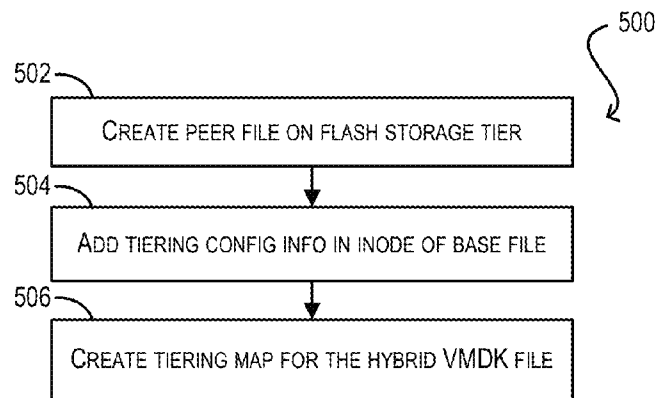 500
502
CREATE PEER FILE ON FLASH STORAGE TIER
504
ADD TIERING CONFIG INFO IN INODE OF BASE FILE
506
CREATE TIERING MAP FOR THE HYBRID VMDK FILE